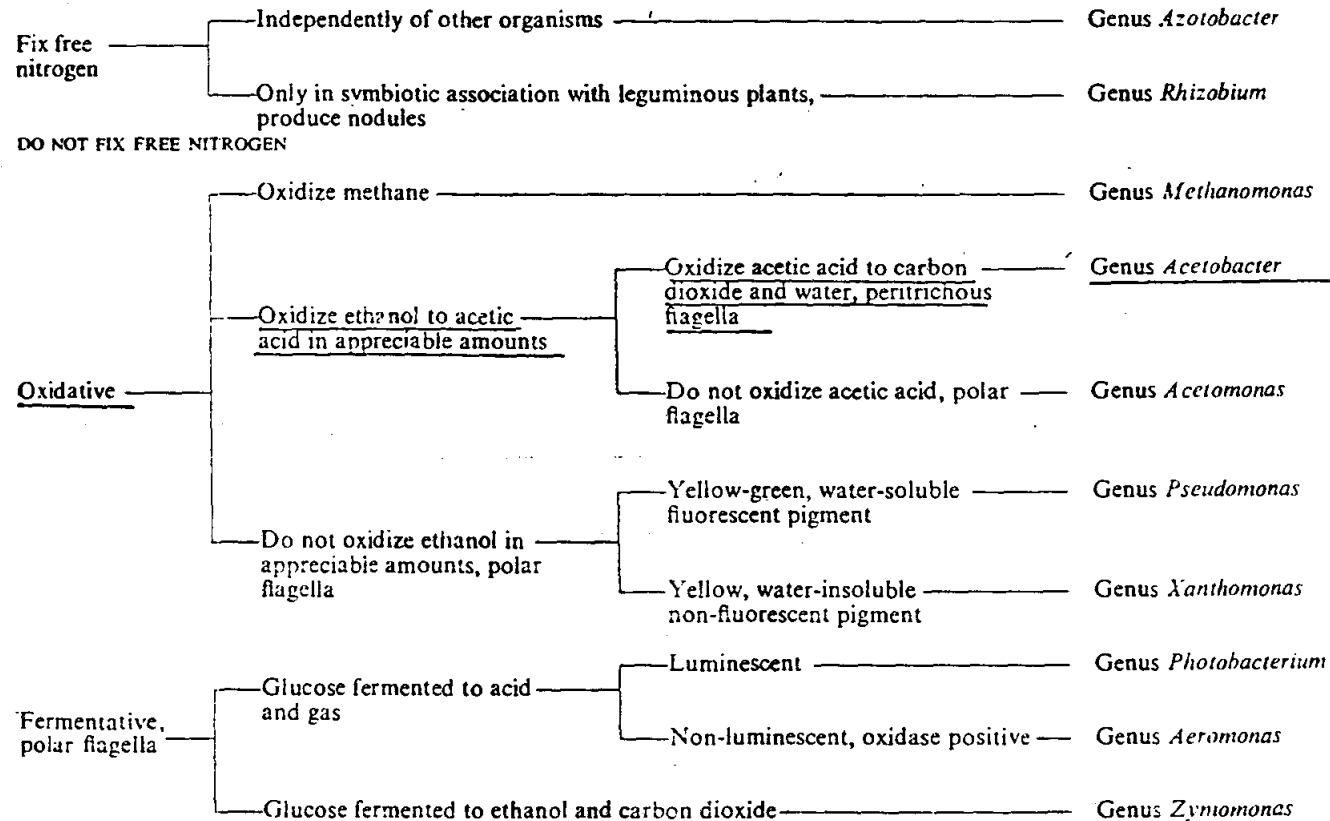 Independently of other organisms Genus Azotobacter
Fix free
nitrogen
Only in symbiotic association with leguminous plants, Genus Rhizobium
produce nodules
DO NOT FIX FREE NITROGEN
Oxidize methane Genus Methanomonas
Oxidize acetic acid to carbon Genus Acetobacter
dioxide and water, peritrichous
flagella
Oxidize ethanol to acetic
acid in appreciable amounts
Oxidative
Do not oxidize acetic acid, polar Genus Acetomonas
flagella
Yellow-green, water-soluble Genus Pseudomonas
fluorescent pigment
Do not oxidize ethanol in
appreciable amounts, polar
flagella
Yellow, water-insoluble Genus Xanthomonas
non-fluorescent pigment
Luminescent Genus Photobacterium
Glucose fermented to acid
and gas
Fermentative,
polar flagella
Non-luminescent, oxidase positive Genus Aeromonas
Glucose fermented to ethanol and carbon dioxide Genus Zymomonas